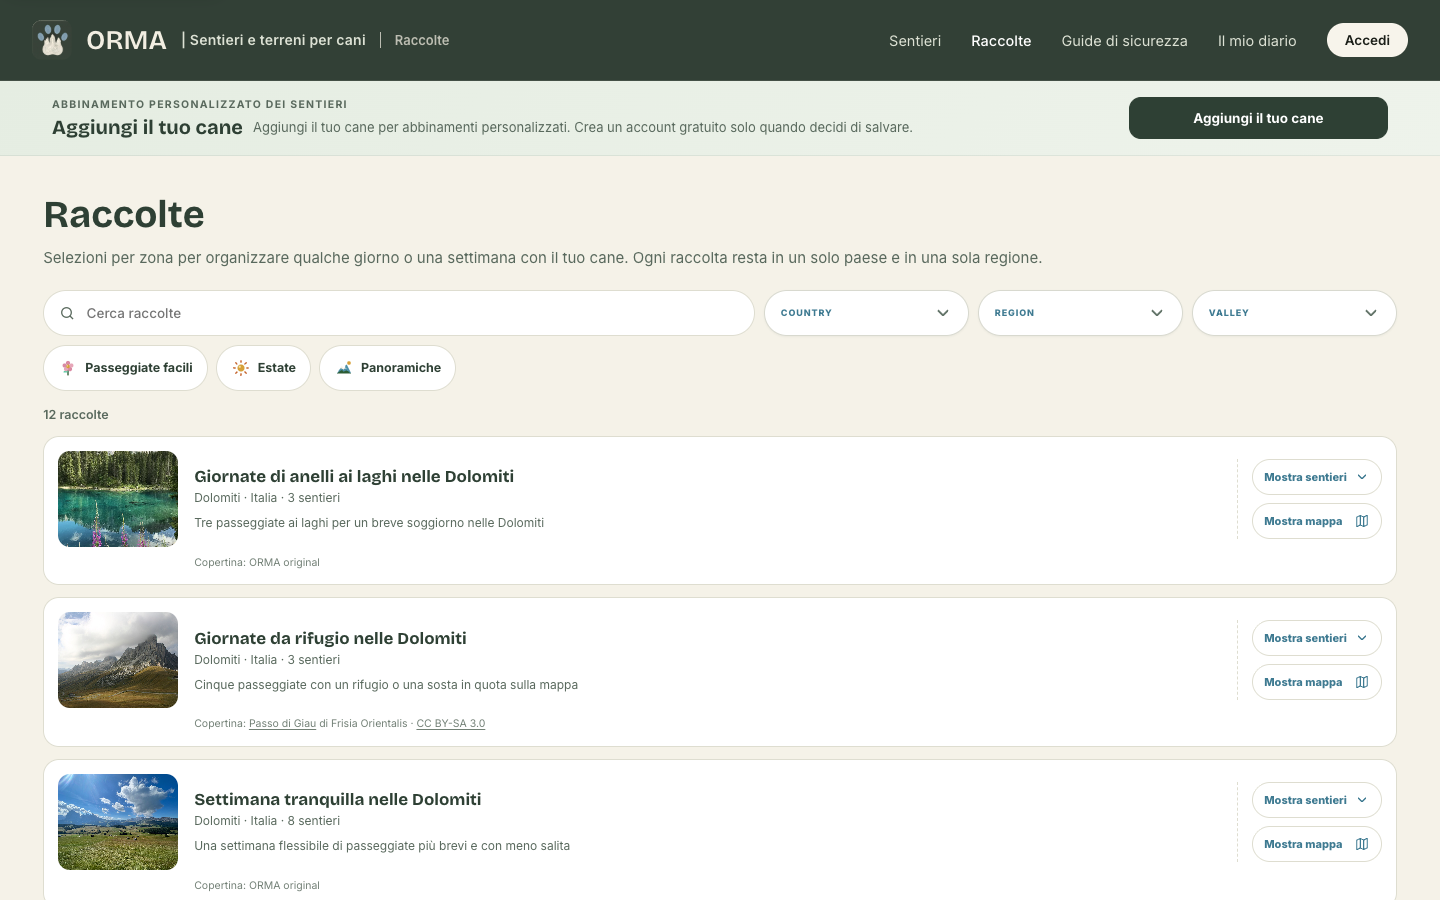 ORMA | Sentieri e terreni per cani | Raccolte
Sentieri Raccolte Guide di sicurezza Il mio diario Accedi
ABBINAMENTO PERSONALIZZATO DEI SENTIERI
Aggiungi il tuo cane Aggiungi il tuo cane per abbinamenti personalizzati. Crea un account gratuito solo quando decidi di salvare.
Aggiungi il tuo cane
Raccolte
Selezioni per zona per organizzare qualche giorno o una settimana con il tuo cane. Ogni raccolta resta in un solo paese e in una sola regione.
Cerca raccolte COUNTRY REGION VALLEY
Passeggiate facili Estate Panoramiche
12 raccolte
Giornate di anelli ai laghi nelle Dolomiti
Dolomiti · Italia · 3 sentieri
Tre passeggiate ai laghi per un breve soggiorno nelle Dolomiti
Copertina: ORMA original
Mostra sentieri
Mostra mappa
Giornate da rifugio nelle Dolomiti
Dolomiti · Italia · 3 sentieri
Cinque passeggiate con un rifugio o una sosta in quota sulla mappa
Copertina: Passo di Giau di Frisia Orientalis · CC BY-SA 3.0
Mostra sentieri
Mostra mappa
Settimana tranquilla nelle Dolomiti
Dolomiti · Italia · 8 sentieri
Una settimana flessibile di passeggiate più brevi e con meno salita
Copertina: ORMA original
Mostra sentieri
Mostra mappa